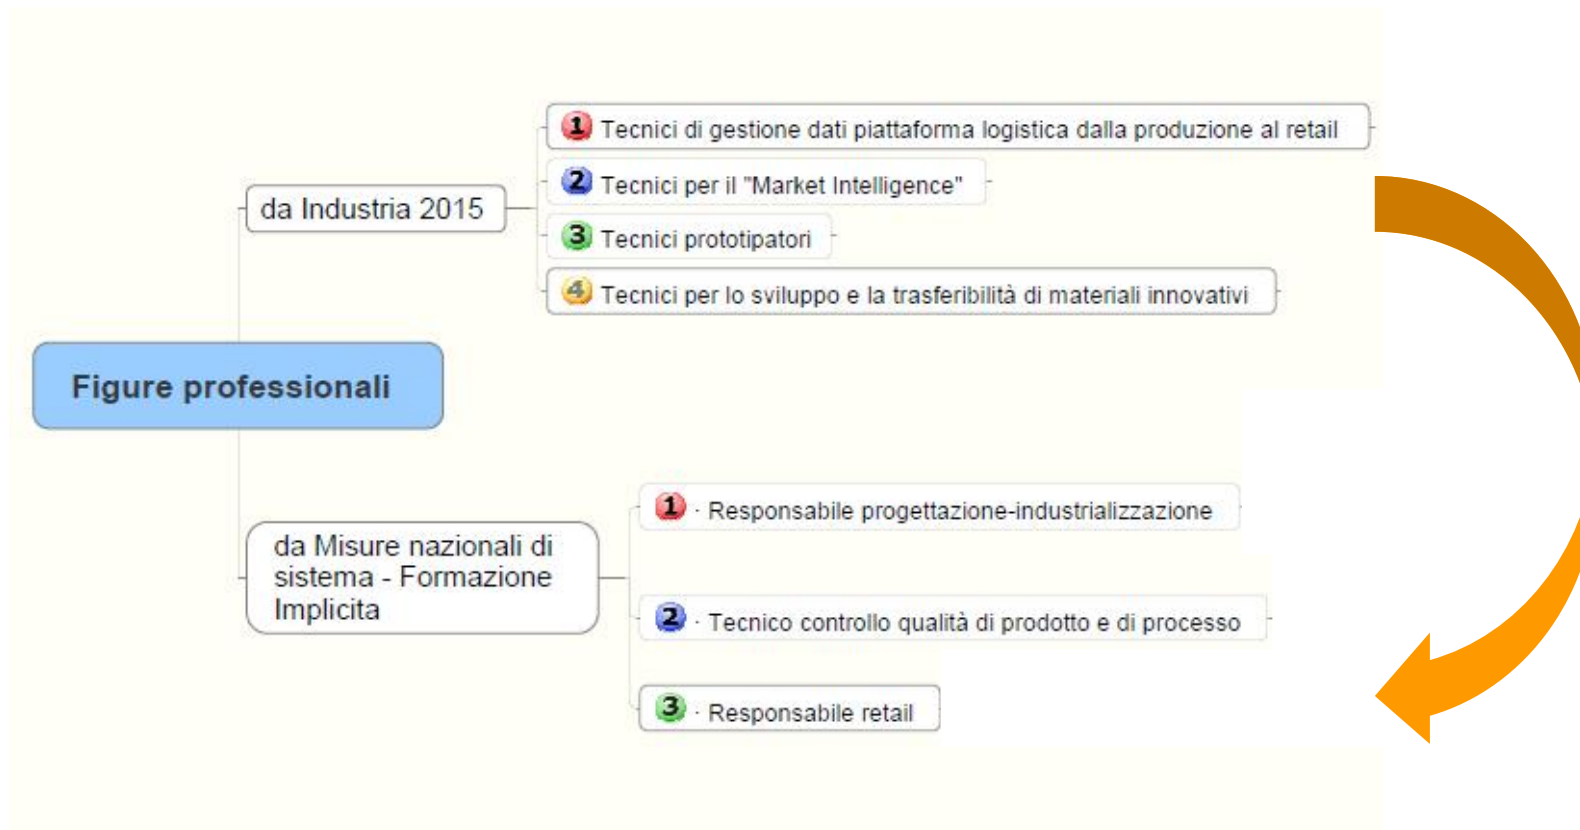 Figure professionali
da Industria 2015
1 Tecnici di gestione dati piattaforma logistica dalla produzione al retail
2 Tecnici per il "Market Intelligence"
3 Tecnici prototipatori
4 Tecnici per lo sviluppo e la trasferibilità di materiali innovativi
da Misure nazionali di
sistema - Formazione
Implicita
1 · Responsabile progettazione-industrializzazione
2 · Tecnico controllo qualità di prodotto e di processo
3 · Responsabile retail